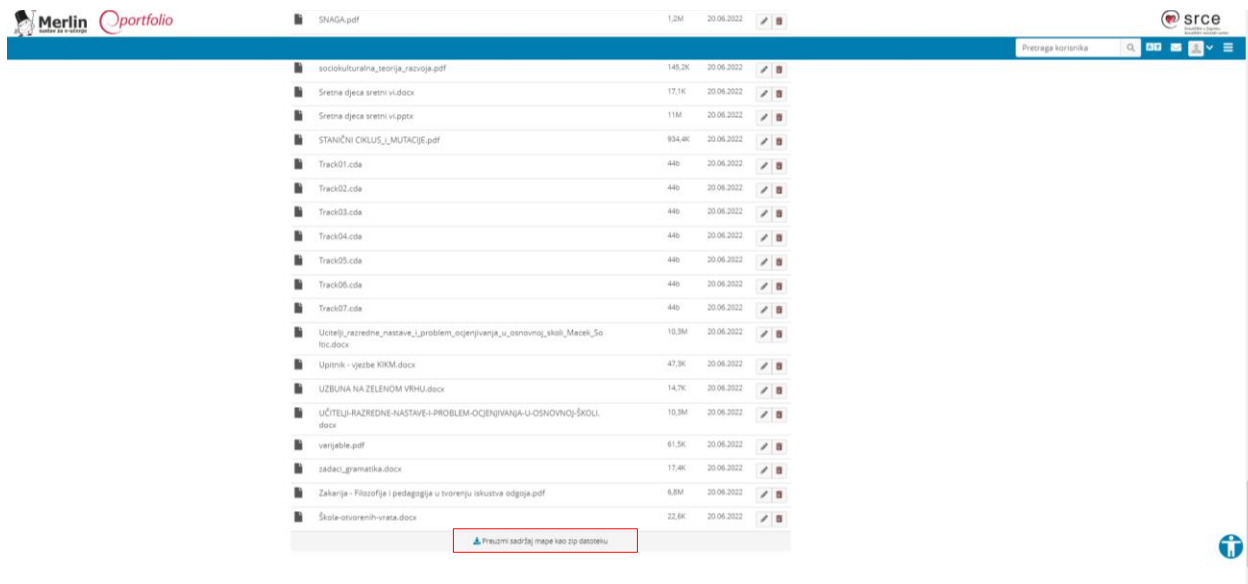 Merlin
sustav za e-učenje
portfolio
srce
SNAGA.pdf 1,2M 20.06.2022
Pretraga korisnika
sociokulturalna_teorija_razvoja.pdf 145,2K 20.06.2022
Sretna djeca sretni vi.docx 17,1K 20.06.2022
Sretna djeca sretni vi.pptx 11M 20.06.2022
STANIČNI CIKLUS_i_MUTACIJE.pdf 934,4K 20.06.2022
Track01.cda 44b 20.06.2022
Track02.cda 44b 20.06.2022
Track03.cda 44b 20.06.2022
Track04.cda 44b 20.06.2022
Track05.cda 44b 20.06.2022
Track06.cda 44b 20.06.2022
Track07.cda 44b 20.06.2022
Ucitelji_razredne_nastave_i_problem_ocjenjivanja_u_osnovnoj_skoli_Macek_So
loc.docx 10,3M 20.06.2022
Upitnik - vjezbe KIKM.docx 47,3K 20.06.2022
UZBUNA NA ZELENOM VRHU.docx 14,7K 20.06.2022
UČITELJI-RAZREDNE-NASTAVE-I-PROBLEM-OCJENJIVANJA-U-OSNOVNOJ-ŠKOLI.
docx 10,3M 20.06.2022
varijable.pdf 61,5K 20.06.2022
zadaci_gramatika.docx 17,4K 20.06.2022
Zakarija - Filozofija i pedagogija u tvorenju iskustva odgoja.pdf 6,8M 20.06.2022
Škola-otvorenih-vrata.docx 22,6K 20.06.2022
Preuzmi sadržaj mape kao zip datoteku